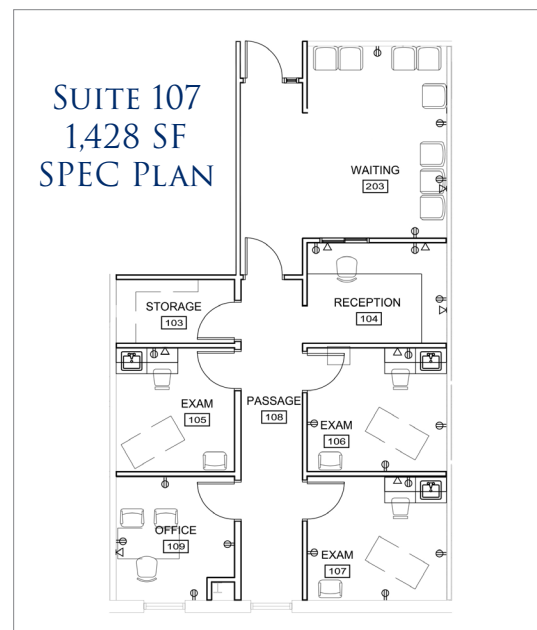 SUITE 107
1,428 SF
SPEC PLAN
WAITING
203
STORAGE
103
RECEPTION
104
EXAM
105
PASSAGE
108
EXAM
106
OFFICE
109
EXAM
107